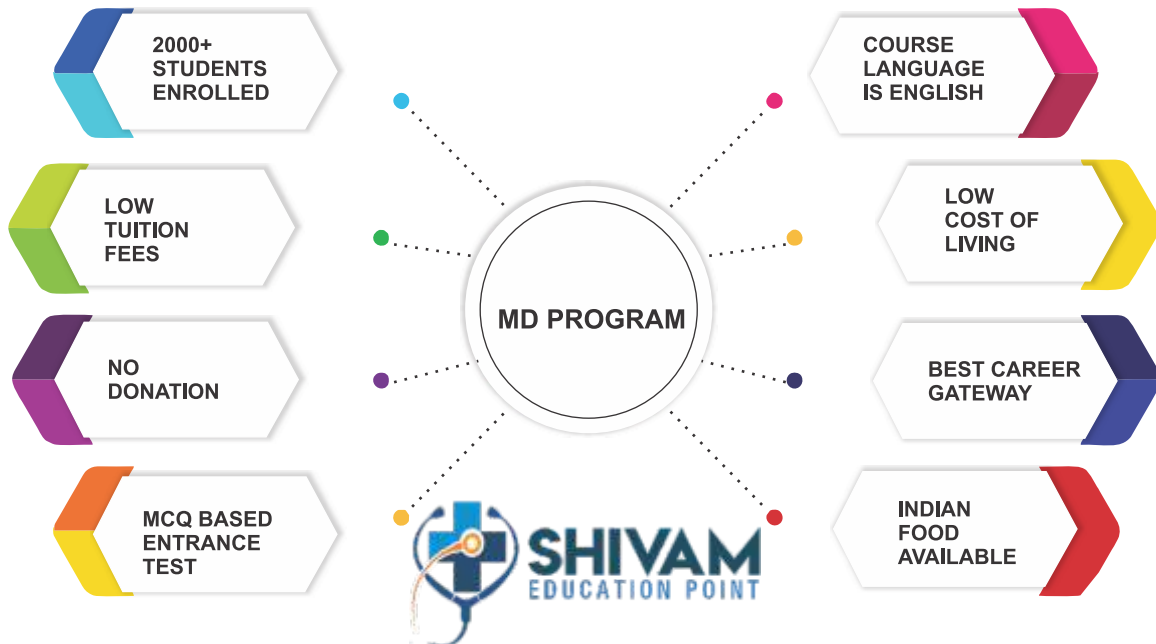 2000+
STUDENTS
ENROLLED
COURSE
LANGUAGE
IS ENGLISH
LOW
TUITION
FEES
LOW
COST OF
LIVING
MD PROGRAM
NO
DONATION
BEST CAREER
GATEWAY
MCQ BASED
ENTRANCE
TEST
INDIAN
FOOD
AVAILABLE
SHIVAM
EDUCATION POINT